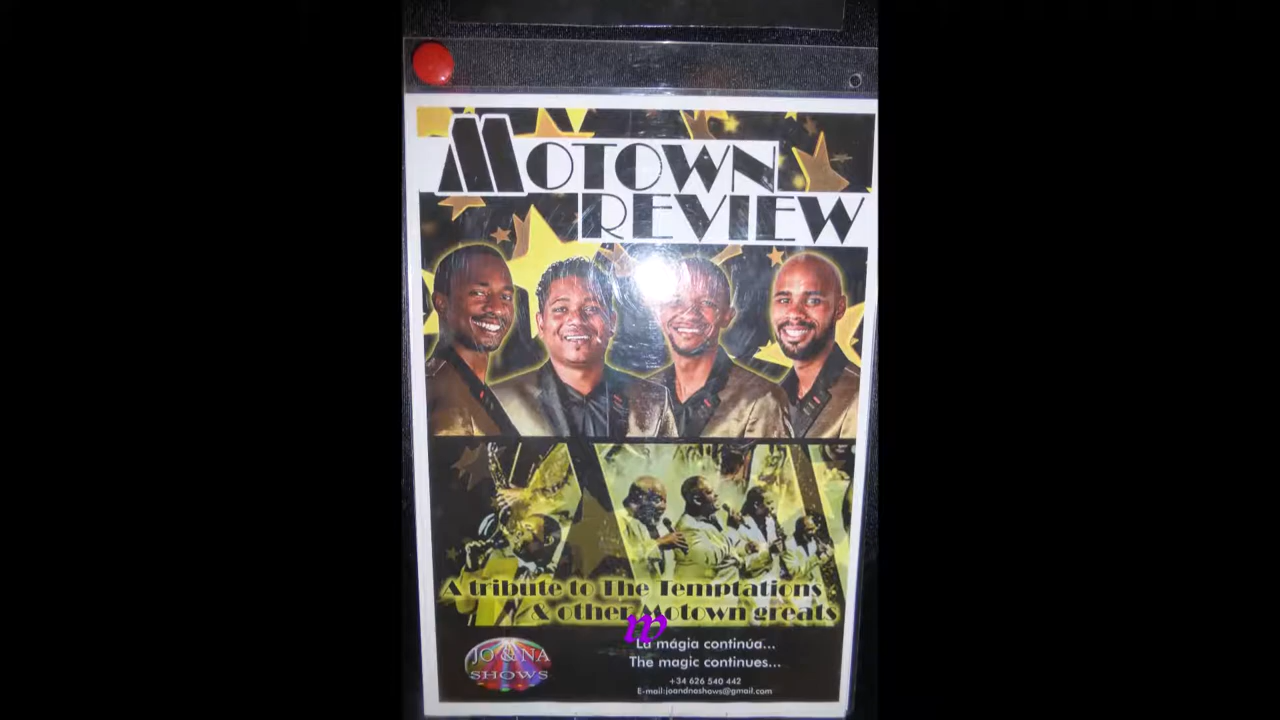 MOTOWN
REVIEW
A tribute to The Temptations
& other Motown greats
w
La mágia continúa...
The magic continues...
JO & NA
SHOWS
+34 626 540 442
E-mail:joandnashows@gmail.com